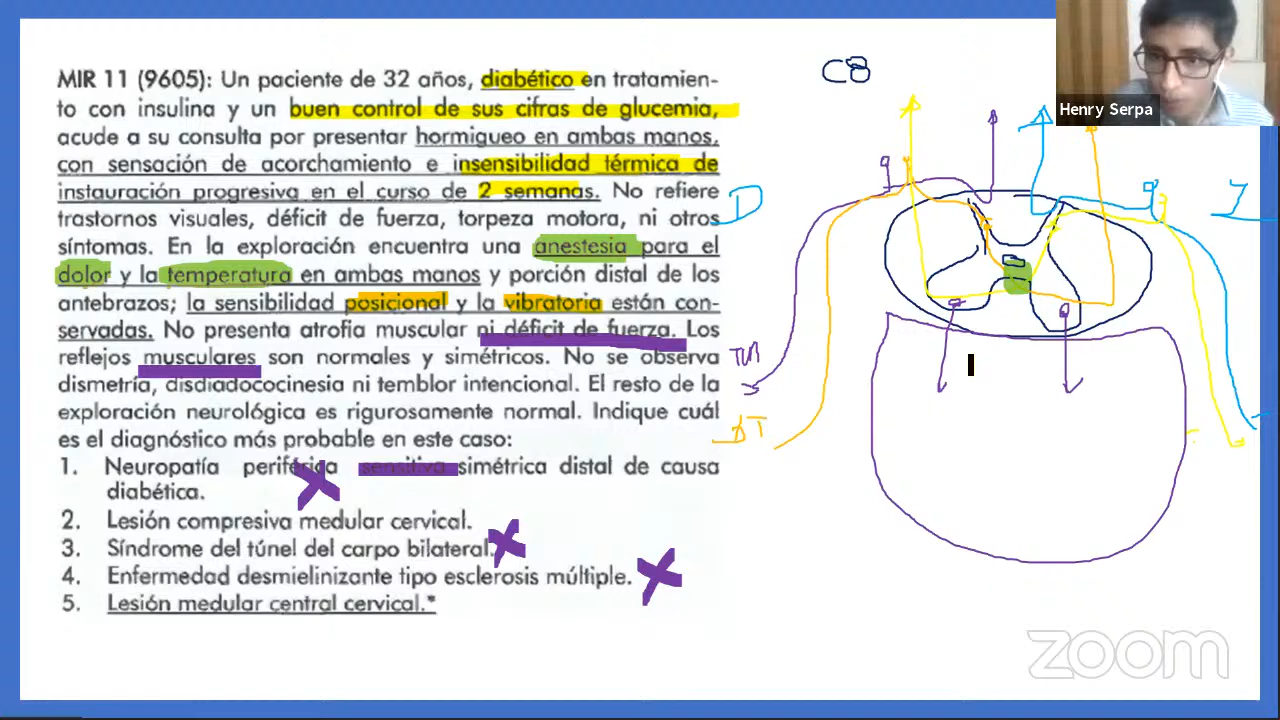 MIR 11 (9605): Un paciente de 32 años, diabético en tratamien-
to con insulina y un buen control de sus cifras de glucemia,
acude a su consulta por presentar hormigueo en ambas manos,
con sensación de acorchamiento e insensibilidad térmica de
instauración progresiva en el curso de 2 semanas. No refiere
trastornos visuales, déficit de fuerza, torpeza motora, ni otros
síntomas. En la exploración encuentra una anestesia para el
dolor y la temperatura en ambas manos y porción distal de los
antebrazos; la sensibilidad posicional y la vibratoria están con-
servadas. No presenta atrofia muscular ni déficit de fuerza. Los
reflejos musculares son normales y simétricos. No se observa
dismetría, disdiadococinesia ni temblor intencional. El resto de la
exploración neurológica es rigurosamente normal. Indique cuál
es el diagnóstico más probable en este caso:
1. Neuropatía periférica sensitiva simétrica distal de causa
diabética.
2. Lesión compresiva medular cervical.
3. Síndrome del túnel del carpo bilateral.
4. Enfermedad desmielinizante tipo esclerosis múltiple.
5. Lesión medular central cervical.*
C8
Henry Serpa
D
I
DT
zoom